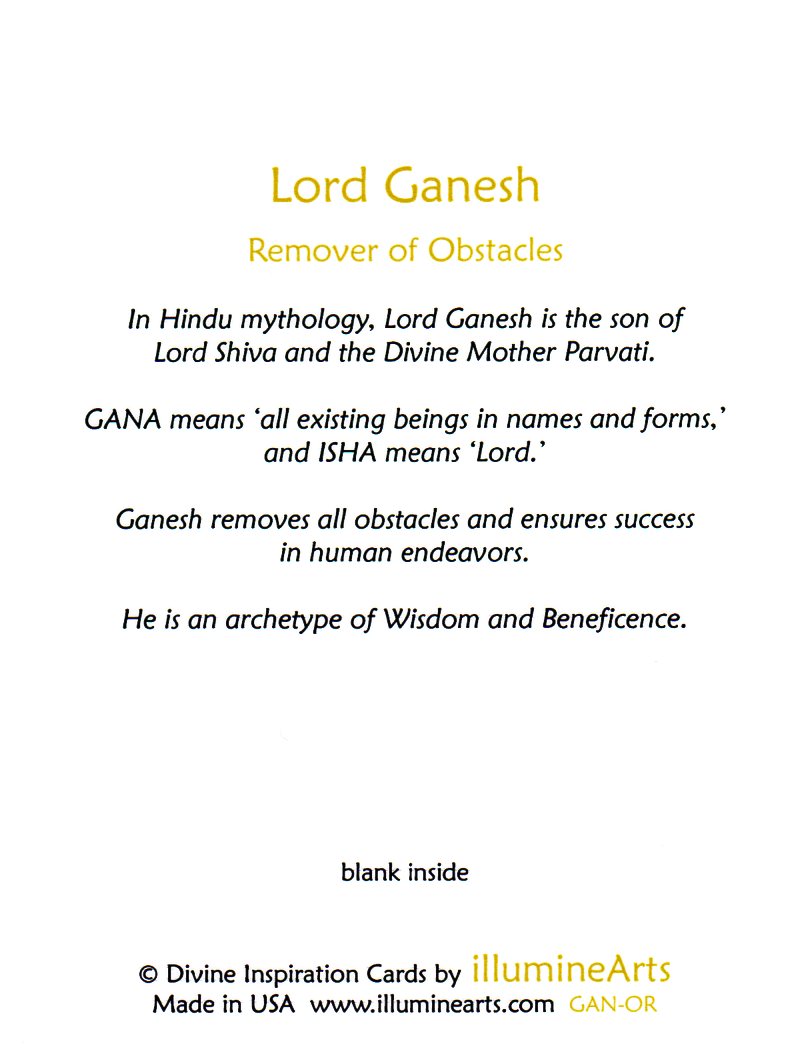 Lord Ganesh
Remover of Obstacles
In Hindu mythology, Lord Ganesh is the son of
Lord Shiva and the Divine Mother Parvati.
GANA means ‘all existing beings in names and forms,’
and ISHA means ‘Lord.’
Ganesh removes all obstacles and ensures success
in human endeavors.
He is an archetype of Wisdom and Beneficence.
blank inside
© Divine Inspiration Cards by illumineArts
Made in USA www.illuminearts.com GAN-OR